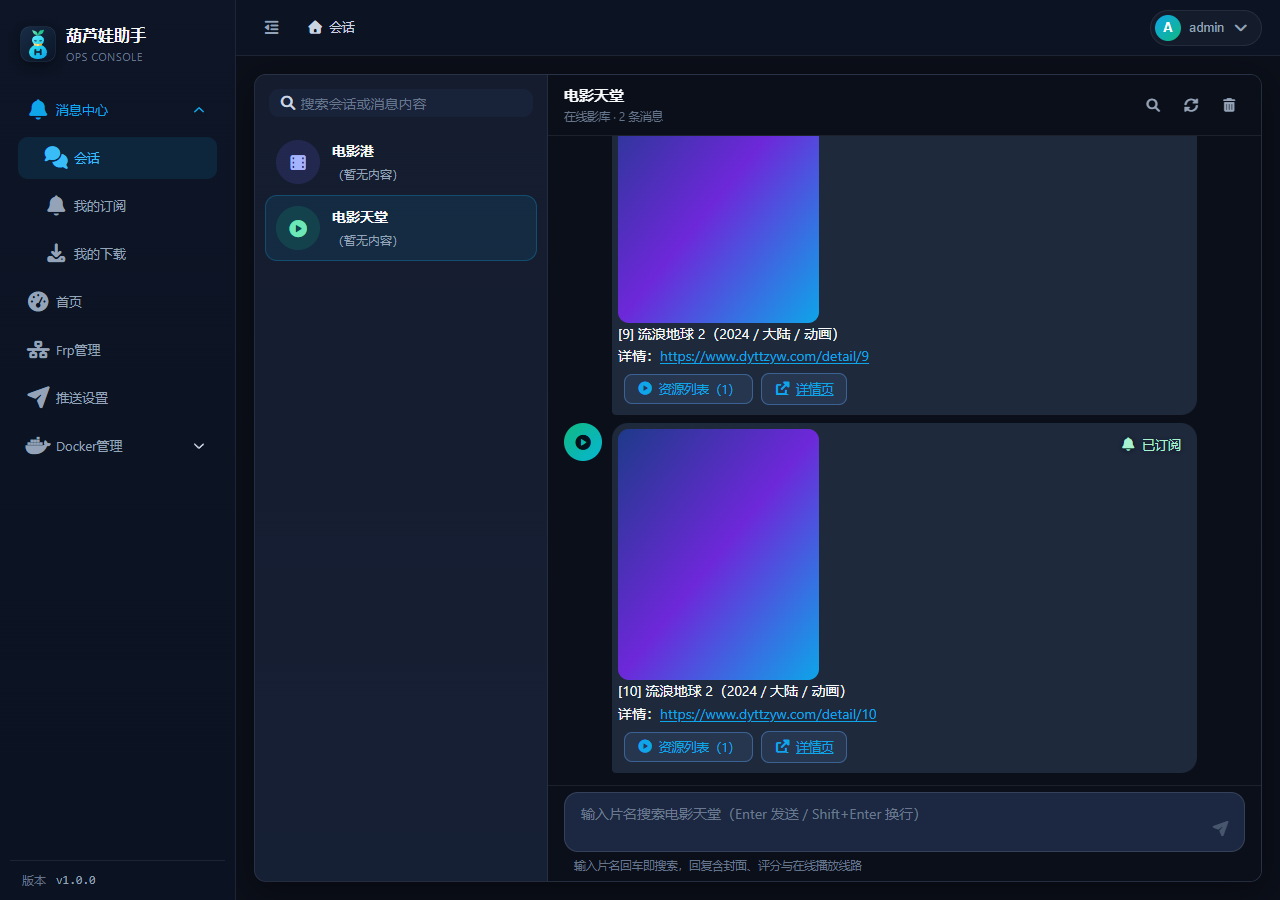 葫芦娃助手
OPS CONSOLE
消息中心
会话
我的订阅
我的下载
首页
Frp管理
推送设置
Docker管理
版本 v1.0.0
会话
A admin
搜索会话或消息内容
电影港
(暂无内容)
电影天堂
(暂无内容)
电影天堂
在线影库 · 2 条消息
[9] 流浪地球 2（2024 / 大陆 / 动画）
详情：https://www.dyttzyw.com/detail/9
资源列表（1） 详情页
已订阅
[10] 流浪地球 2（2024 / 大陆 / 动画）
详情：https://www.dyttzyw.com/detail/10
资源列表（1） 详情页
输入片名搜索电影天堂（Enter 发送 / Shift+Enter 换行）
输入片名回车即搜索，回复含封面、评分与在线播放线路